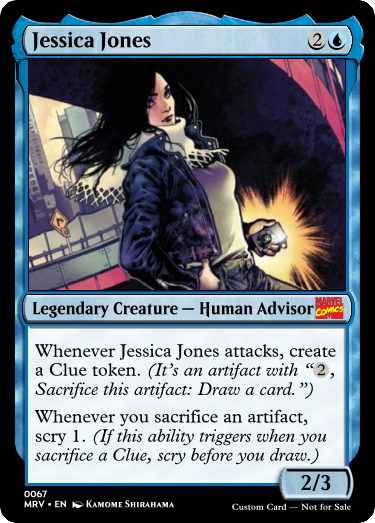 Jessica Jones 2
Legendary Creature — Human Advisor MARVEL COMICS
Whenever Jessica Jones attacks, create
a Clue token. (It's an artifact with “2,
Sacrifice this artifact: Draw a card.”)
Whenever you sacrifice an artifact,
scry 1. (If this ability triggers when you
sacrifice a Clue, scry before you draw.)
2/3
0067
MRV • EN KAMOME SHIRAHAMA
Custom Card — Not for Sale